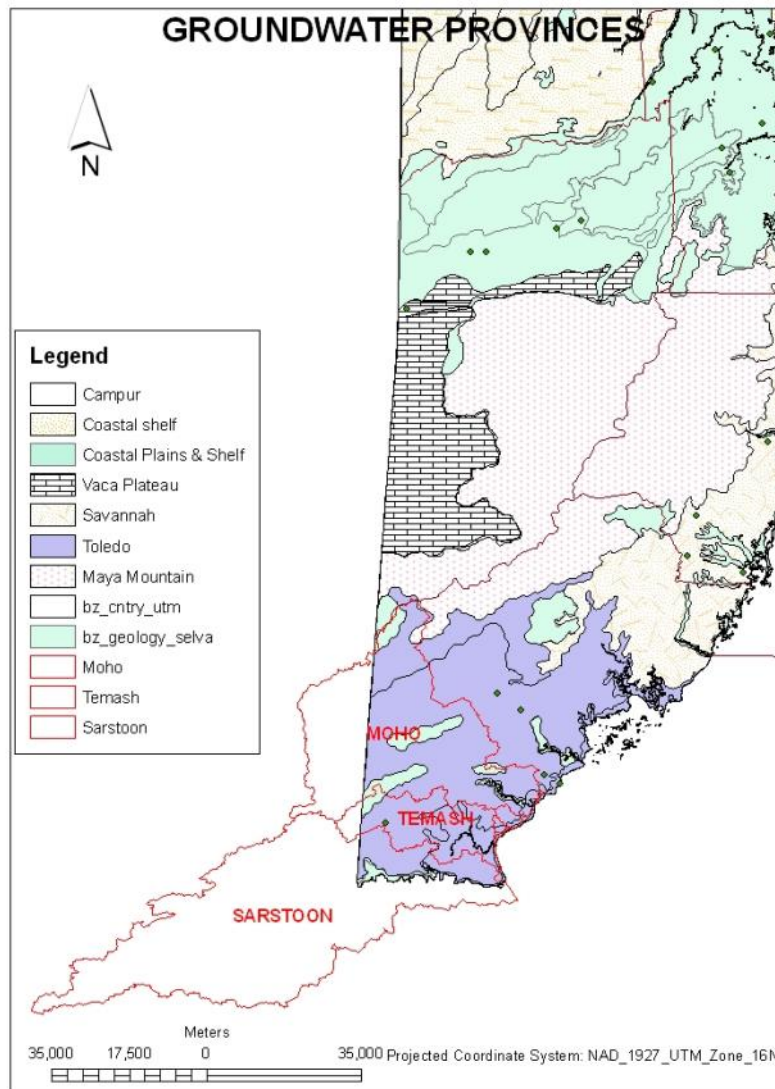 GROUNDWATER PROVINCES
N
Legend
Campur
Coastal shelf
Coastal Plains & Shelf
Vaca Plateau
Savannah
Toledo
Maya Mountain
bz_cntry_utm
bz_geology_selva
Moho
Temash
Sarstoon
MOHO
TEMASH
SARSTOON
Meters
35,000 17,500 0 35,000
Projected Coordinate System: NAD_1927_UTM_Zone_16N